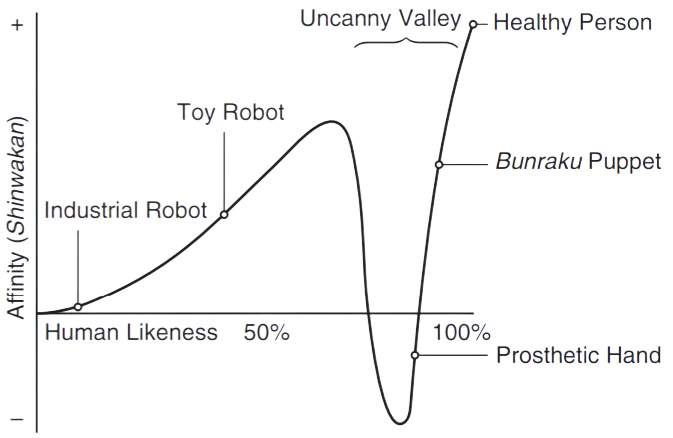 +
Uncanny Valley
Healthy Person
Toy Robot
Bunraku Puppet
Industrial Robot
Affinity (Shinwakan)
Human Likeness
50%
100%
Prosthetic Hand
–